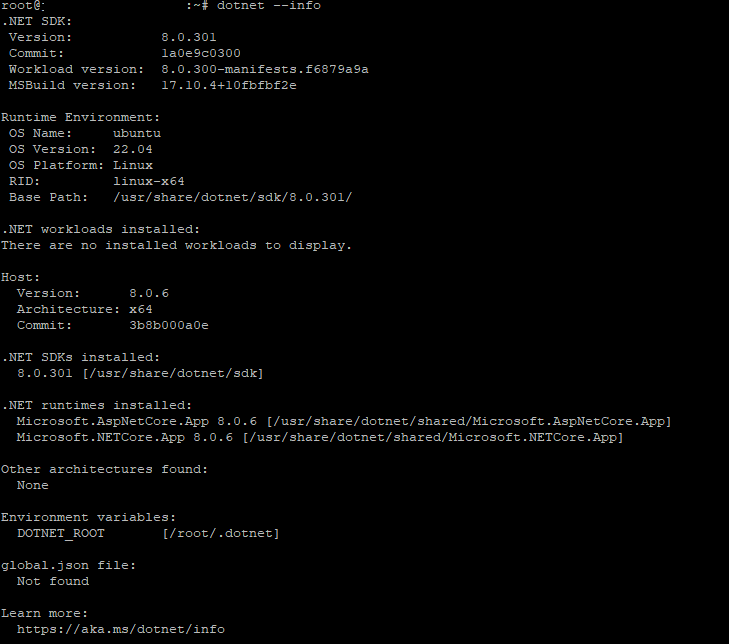 root@ :~# dotnet --info
.NET SDK:
 Version:           8.0.301
 Commit:            1a0e9c0300
 Workload version:  8.0.300-manifests.f6879a9a
 MSBuild version:   17.10.4+10fbfbf2e
Runtime Environment:
 OS Name:     ubuntu
 OS Version:  22.04
 OS Platform: Linux
 RID:         linux-x64
 Base Path:   /usr/share/dotnet/sdk/8.0.301/
.NET workloads installed:
There are no installed workloads to display.
Host:
  Version:      8.0.6
  Architecture: x64
  Commit:       3b8b000a0e
.NET SDKs installed:
  8.0.301 [/usr/share/dotnet/sdk]
.NET runtimes installed:
  Microsoft.AspNetCore.App 8.0.6 [/usr/share/dotnet/shared/Microsoft.AspNetCore.App]
  Microsoft.NETCore.App 8.0.6 [/usr/share/dotnet/shared/Microsoft.NETCore.App]
Other architectures found:
  None
Environment variables:
  DOTNET_ROOT       [/root/.dotnet]
global.json file:
  Not found
Learn more:
  https://aka.ms/dotnet/info